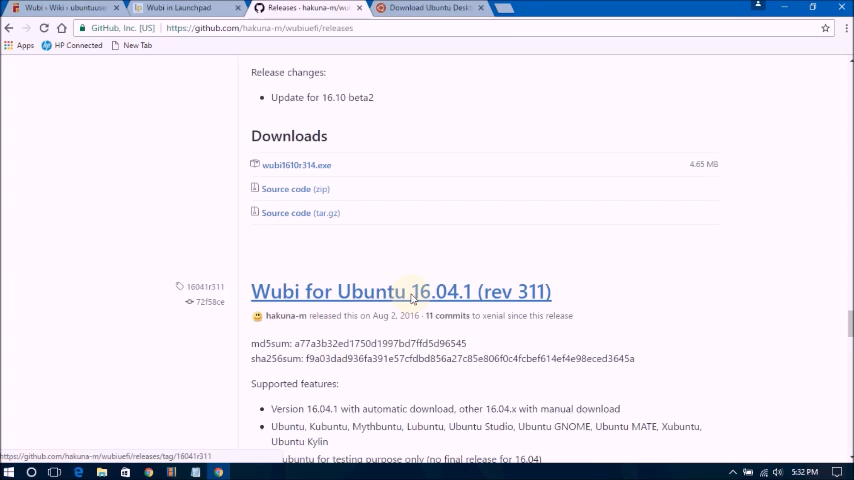 Wubi › Wiki › ubuntuuse
Wubi in Launchpad
Releases · hakuna-m/wu
Download Ubuntu Deskt
GitHub, Inc. [US]
https://github.com/hakuna-m/wubiuefi/releases
Apps
HP Connected
New Tab
Release changes:
Update for 16.10 beta2
Downloads
wubi1610r314.exe
4.65 MB
Source code (zip)
Source code (tar.gz)
16041r311
72f58ce
Wubi for Ubuntu 16.04.1 (rev 311)
hakuna-m released this on Aug 2, 2016 · 11 commits to xenial since this release
md5sum: a77a3b32ed1750d1997bd7ffd5d96545
sha256sum: f9a03dad936fa391e57cfdbd856a27c85e806f0c4fcbef614ef4e98eced3645a
Supported features:
Version 16.04.1 with automatic download, other 16.04.x with manual download
Ubuntu, Kubuntu, Mythbuntu, Lubuntu, Ubuntu Studio, Ubuntu GNOME, Ubuntu MATE, Xubuntu,
Ubuntu Kylin
ubuntu for testing purpose only (no final release for 16.04)
https://github.com/hakuna-m/wubiuefi/releases/tag/16041r311
5:32 PM